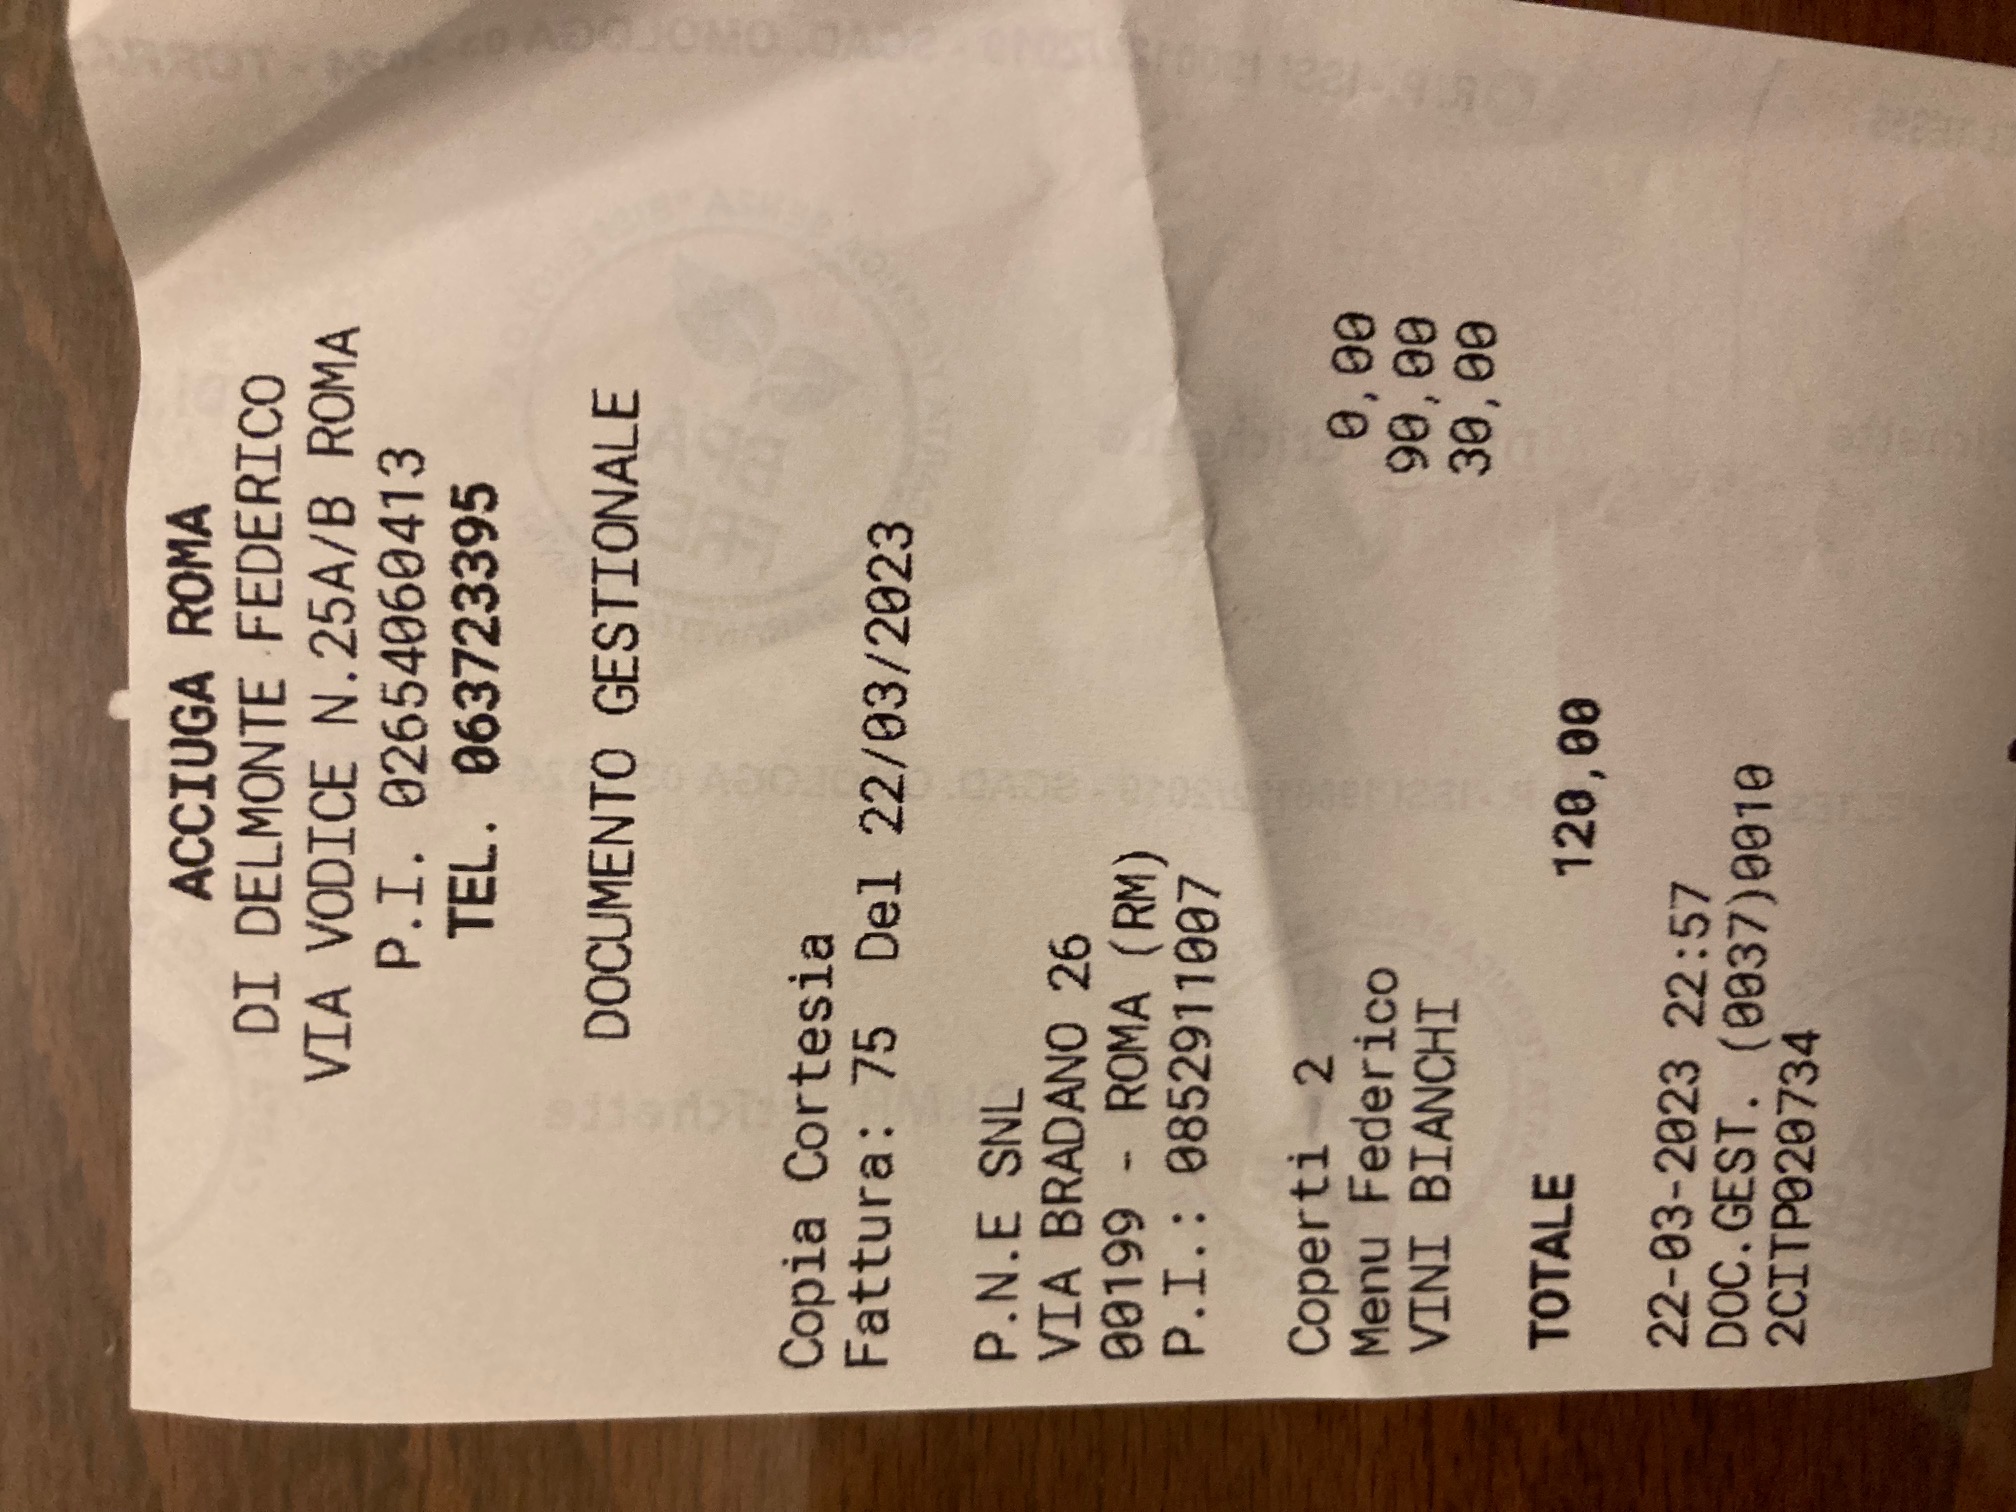 ACCIUGA ROMA
DI DELMONTE FEDERICO
VIA VODICE N.25A/B ROMA
P.I. 02654060413
TEL. 063723395
DOCUMENTO GESTIONALE
Copia Cortesia
Fattura: 75 Del 22/03/2023
P.N.E SNL
VIA BRADANO 26
00199 - ROMA (RM)
P.I.: 08529111007
Coperti 2 0,00
Menu Federico 90,00
VINI BIANCHI 30,00
TOTALE 120,00
22-03-2023 22:57
DOC.GEST. (0037)0010
2CITP020734